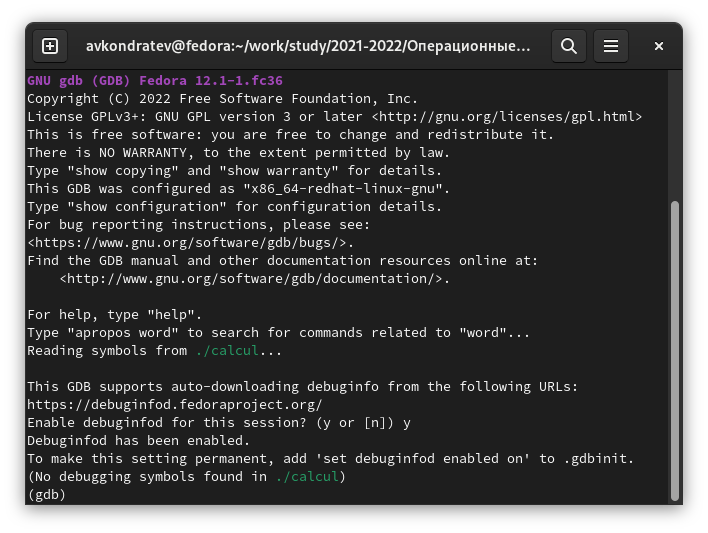 avkondratev@fedora:~/work/study/2021-2022/Операционные...
GNU gdb (GDB) Fedora 12.1-1.fc36
Copyright (C) 2022 Free Software Foundation, Inc.
License GPLv3+: GNU GPL version 3 or later <http://gnu.org/licenses/gpl.html>
This is free software: you are free to change and redistribute it.
There is NO WARRANTY, to the extent permitted by law.
Type "show copying" and "show warranty" for details.
This GDB was configured as "x86_64-redhat-linux-gnu".
Type "show configuration" for configuration details.
For bug reporting instructions, please see:
<https://www.gnu.org/software/gdb/bugs/>.
Find the GDB manual and other documentation resources online at:
    <http://www.gnu.org/software/gdb/documentation/>.

For help, type "help".
Type "apropos word" to search for commands related to "word"...
Reading symbols from ./calcul...

This GDB supports auto-downloading debuginfo from the following URLs:
https://debuginfod.fedoraproject.org/
Enable debuginfod for this session? (y or [n]) y
Debuginfod has been enabled.
To make this setting permanent, add 'set debuginfod enabled on' to .gdbinit.
(No debugging symbols found in ./calcul)
(gdb)